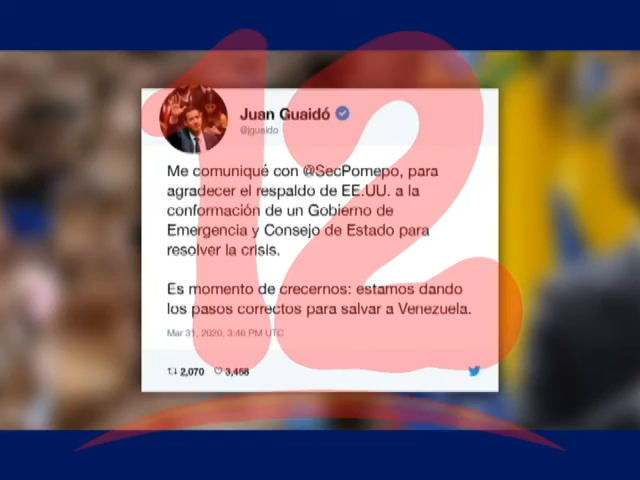 12
Juan Guaidó
@jguaido
Me comuniqué con @SecPomepo, para
agradecer el respaldo de EE.UU. a la
conformación de un Gobierno de
Emergencia y Consejo de Estado para
resolver la crisis.
Es momento de crecernos: estamos dando
los pasos correctos para salvar a Venezuela.
Mar 31, 2020, 3:46 PM UTC
2,070 3,458